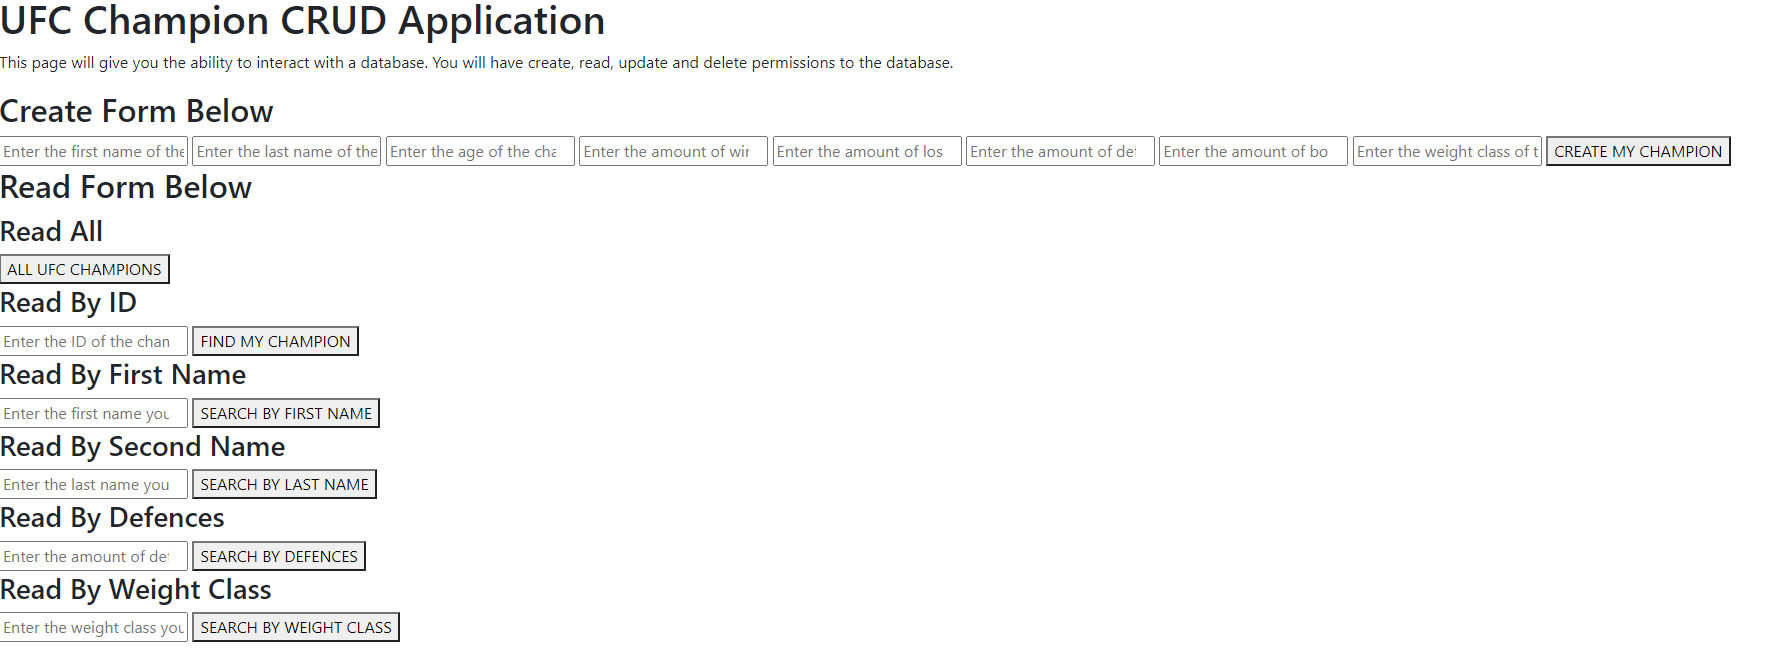 UFC Champion CRUD Application
This page will give you the ability to interact with a database. You will have create, read, update and delete permissions to the database.
Create Form Below
Enter the first name of the Enter the last name of the Enter the age of the cha Enter the amount of wir Enter the amount of los Enter the amount of def Enter the amount of bo Enter the weight class of t CREATE MY CHAMPION
Read Form Below
Read All
ALL UFC CHAMPIONS
Read By ID
Enter the ID of the chan FIND MY CHAMPION
Read By First Name
Enter the first name you SEARCH BY FIRST NAME
Read By Second Name
Enter the last name you SEARCH BY LAST NAME
Read By Defences
Enter the amount of def SEARCH BY DEFENCES
Read By Weight Class
Enter the weight class you SEARCH BY WEIGHT CLASS